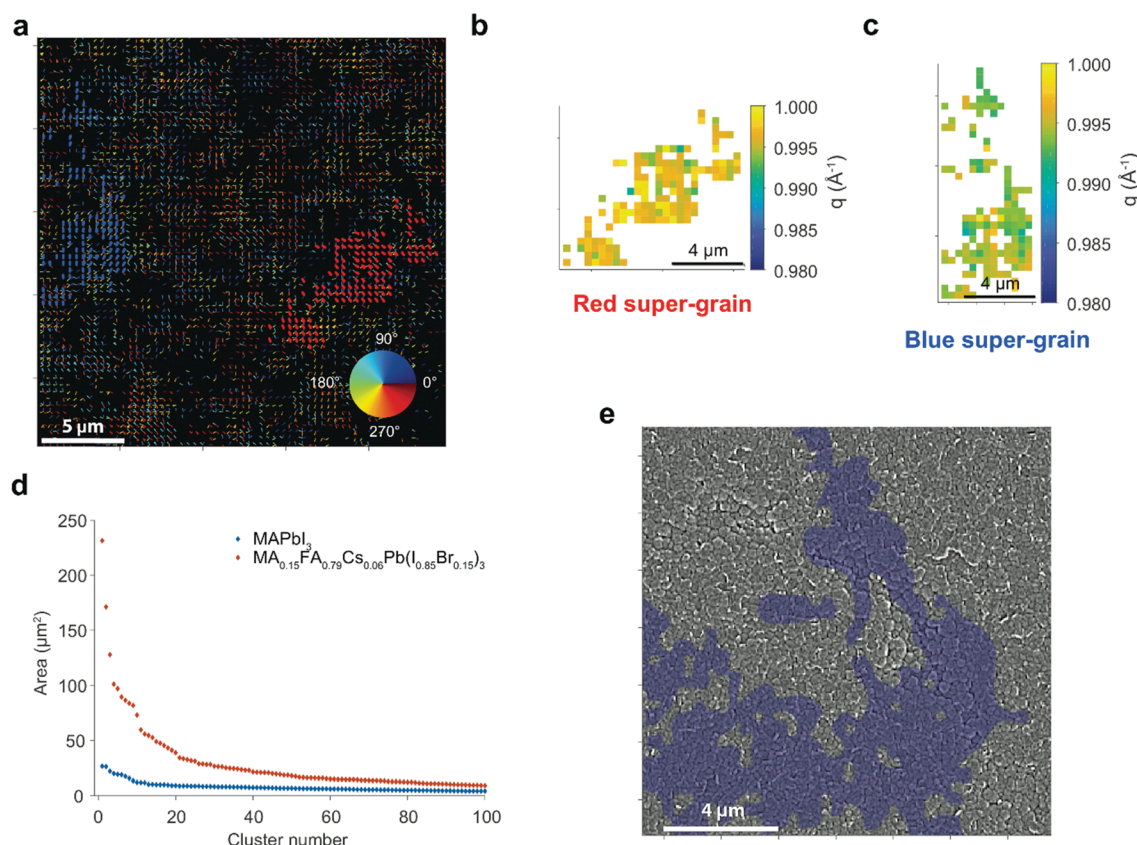 a
90°
180°
0°
270°
5 µm
b
1.000
0.995
0.990
0.985
0.980
q (Å⁻¹)
4 µm
Red super-grain
c
1.000
0.995
0.990
0.985
0.980
q (Å⁻¹)
4 µm
Blue super-grain
d
250
200
150
100
50
0
Area (µm²)
MAPbI₃
MA₀.₁₅FA₀.₇₉Cs₀.₀₆Pb(I₀.₈₅Br₀.₁₅)₃
0 20 40 60 80 100
Cluster number
e
4 µm